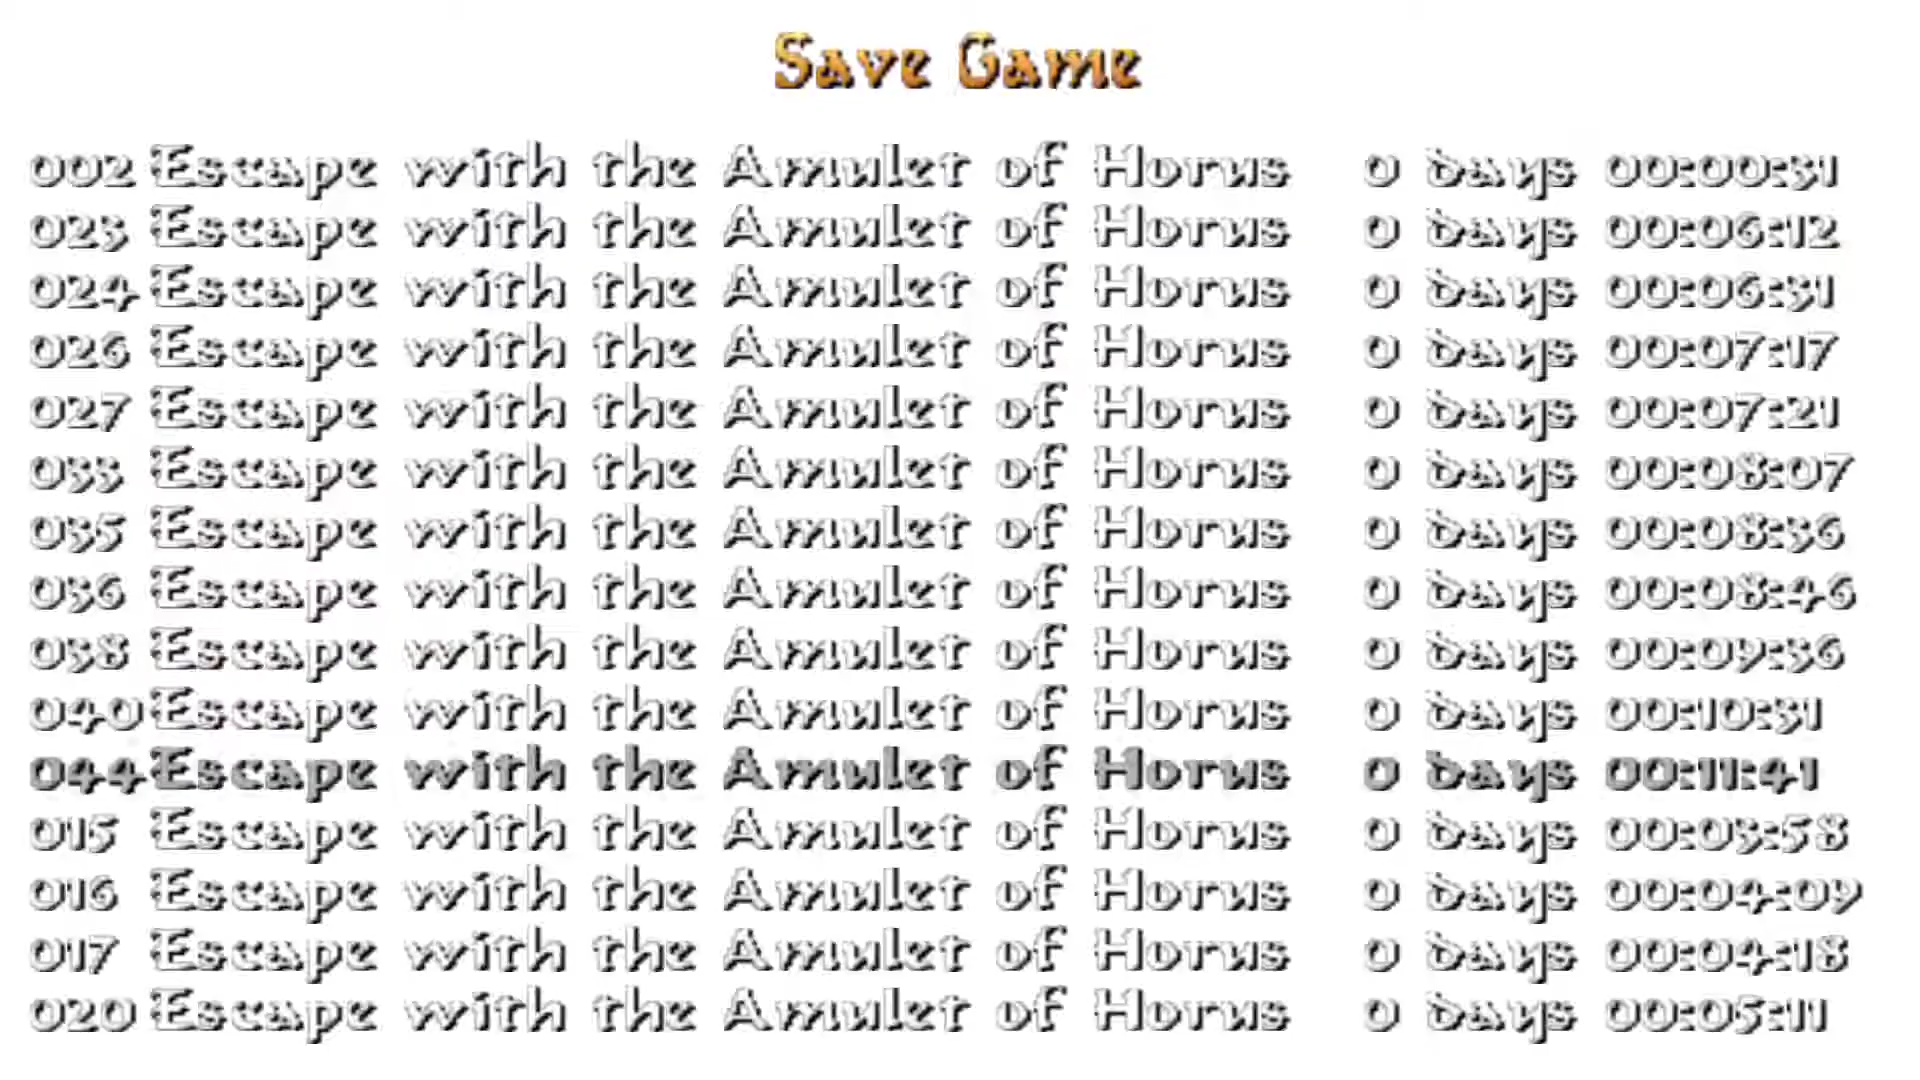 Save Game
002 Escape with the Amulet of Horus 0 days 00:00:31
023 Escape with the Amulet of Horus 0 days 00:06:12
024 Escape with the Amulet of Horus 0 days 00:06:31
026 Escape with the Amulet of Horus 0 days 00:07:17
027 Escape with the Amulet of Horus 0 days 00:07:21
033 Escape with the Amulet of Horus 0 days 00:08:07
035 Escape with the Amulet of Horus 0 days 00:08:36
036 Escape with the Amulet of Horus 0 days 00:08:46
038 Escape with the Amulet of Horus 0 days 00:09:36
040 Escape with the Amulet of Horus 0 days 00:10:31
044 Escape with the Amulet of Horus 0 days 00:11:41
015 Escape with the Amulet of Horus 0 days 00:03:58
016 Escape with the Amulet of Horus 0 days 00:04:09
017 Escape with the Amulet of Horus 0 days 00:04:18
020 Escape with the Amulet of Horus 0 days 00:05:11